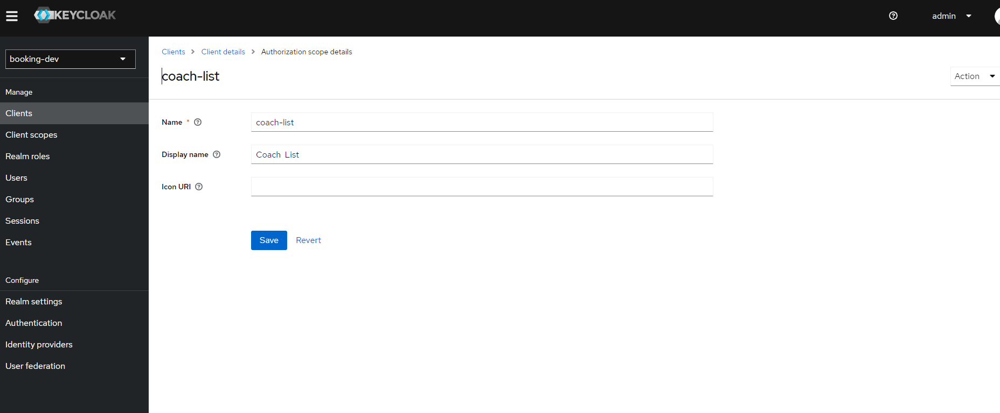 KEYCLOAK
admin
booking-dev
Manage
Clients
Client scopes
Realm roles
Users
Groups
Sessions
Events
Configure
Realm settings
Authentication
Identity providers
User federation
Clients > Client details > Authorization scope details
coach-list
Action
Name *
coach-list
Display name
Coach List
Icon URI
Save Revert